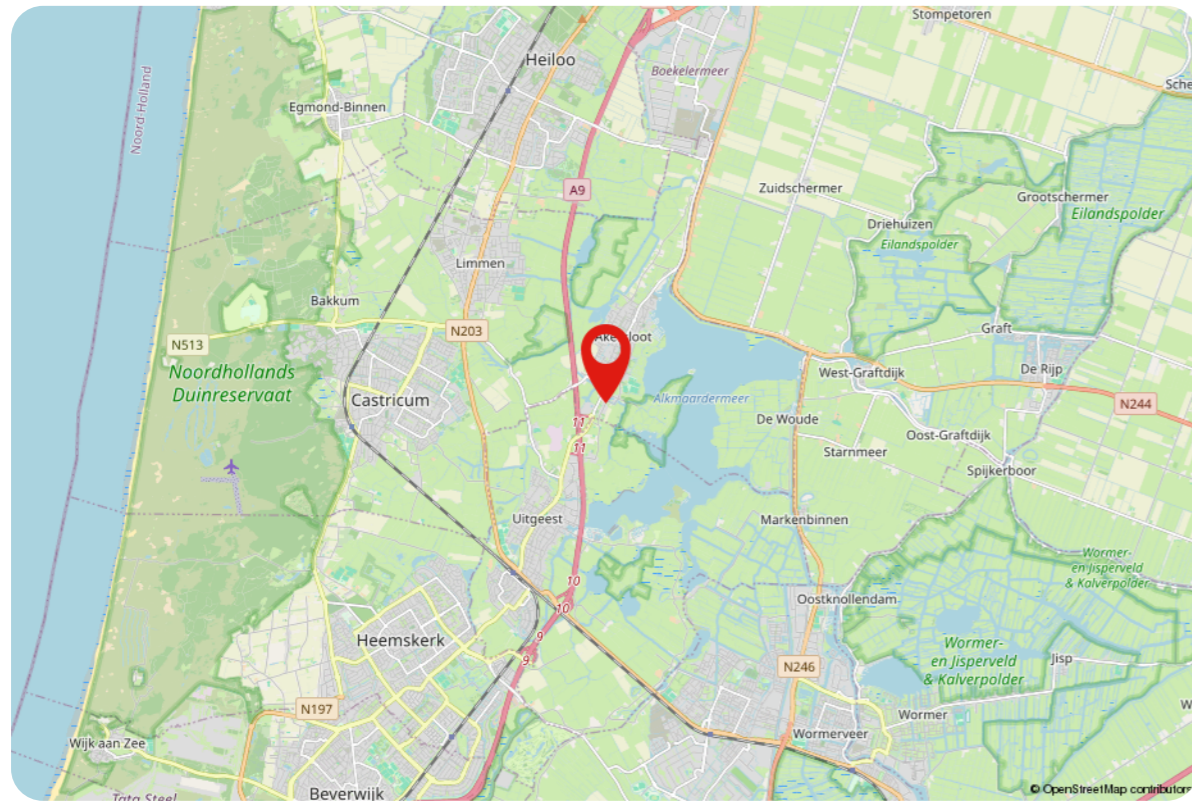 Stompetoren
Heiloo
Boekelermeer
Sche
Noord-Holland
Egmond-Binnen
A9
Zuidschermer
Grootschermer
Eilandspolder
Driehuizen
Eilandspolder
Limmen
Bakkum
N203
Graft
N513
Noordhollands
Duinreservaat
West-Graftdijk
De Rijp
Castricum
Alkmaardermeer
N244
De Woude
11
11
Oost-Graftdijk
Starnmeer
Spijkerboor
Uitgeest
Markenbinnen
Wormer-
en Jisperveld
& Kalverpolder
10
10
Oostknollendam
Heemskerk
9
9
Wormer-
en Jisperveld
& Kalverpolder
Jisp
N246
N197
Wormer
W
Wijk aan Zee
Wormerveer
Beverwijk
Tata Steel
© OpenStreetMap contributors